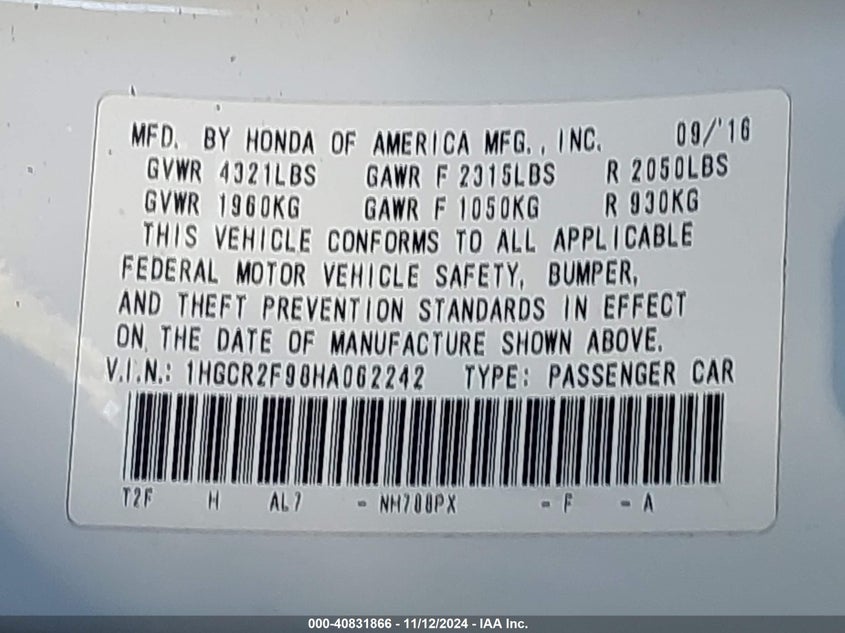 MFD. BY HONDA OF AMERICA MFG., INC. 09/'16
GVWR 4321LBS GAWR F 2315LBS R 2050LBS
GVWR 1960KG GAWR F 1050KG R 930KG
THIS VEHICLE CONFORMS TO ALL APPLICABLE
FEDERAL MOTOR VEHICLE SAFETY, BUMPER,
AND THEFT PREVENTION STANDARDS IN EFFECT
ON THE DATE OF MANUFACTURE SHOWN ABOVE.
V.I.N.: 1HGCR2F98HA062242 TYPE: PASSENGER CAR
T2F H AL7 - NH788PX - F - A
000-40831866 - 11/12/2024 - IAA Inc.